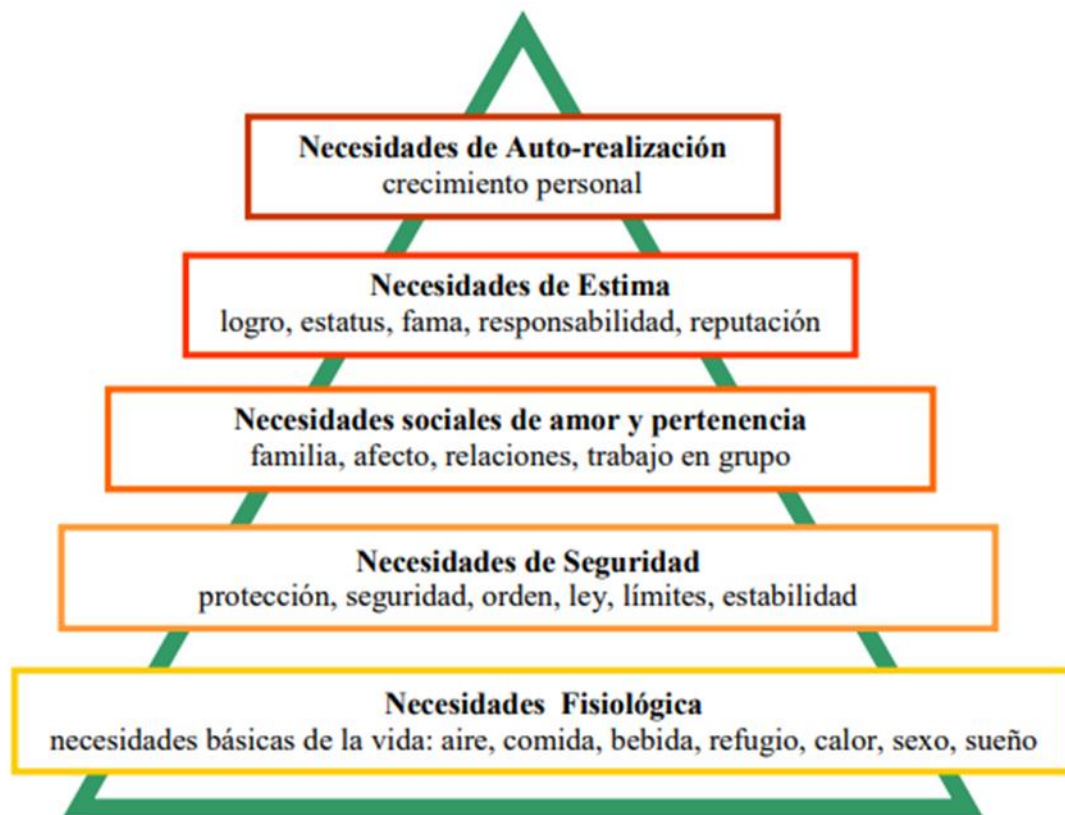 Necesidades de Auto-realización
crecimiento personal
Necesidades de Estima
logro, estatus, fama, responsabilidad, reputación
Necesidades sociales de amor y pertenencia
familia, afecto, relaciones, trabajo en grupo
Necesidades de Seguridad
protección, seguridad, orden, ley, límites, estabilidad
Necesidades Fisiológica
necesidades básicas de la vida: aire, comida, bebida, refugio, calor, sexo, sueño